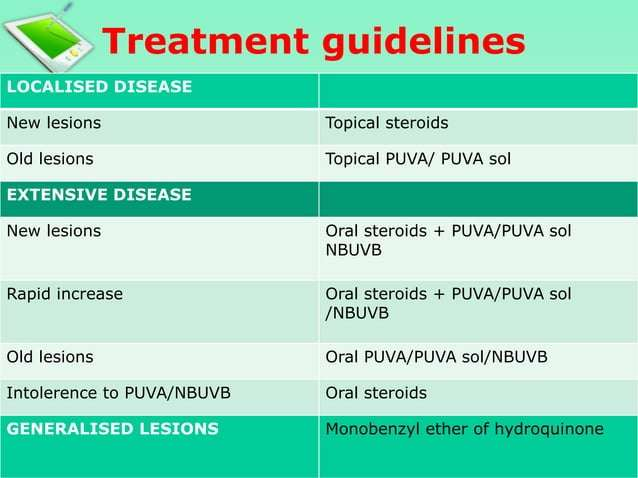 Treatment guidelines
LOCALISED DISEASE
New lesions Topical steroids
Old lesions Topical PUVA/ PUVA sol
EXTENSIVE DISEASE
New lesions Oral steroids + PUVA/PUVA sol
NBUVB
Rapid increase Oral steroids + PUVA/PUVA sol
/NBUVB
Old lesions Oral PUVA/PUVA sol/NBUVB
Intolerence to PUVA/NBUVB Oral steroids
GENERALISED LESIONS Monobenzyl ether of hydroquinone